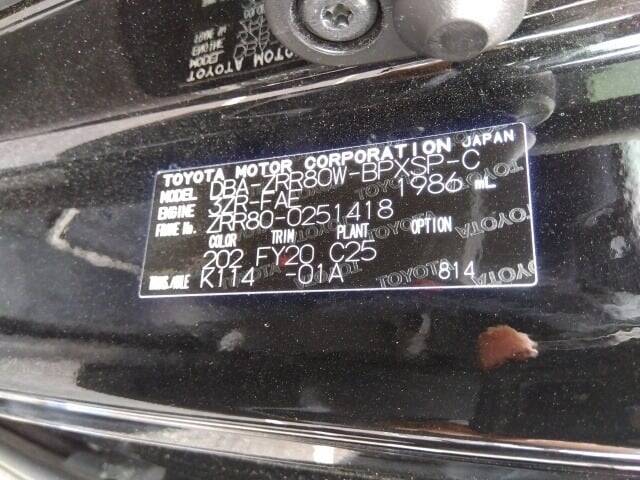 TOYOTA MOTOR CORPORATION JAPAN
MODEL DBA-ZRR80W-BPXSP-C
ENGINE 3ZR-FAE 1986 mL
FRAME No. ZRR80-0251418
COLOR TRIM PLANT OPTION
202 FY20 C25
TRANS./AXLE K114 -01A 814